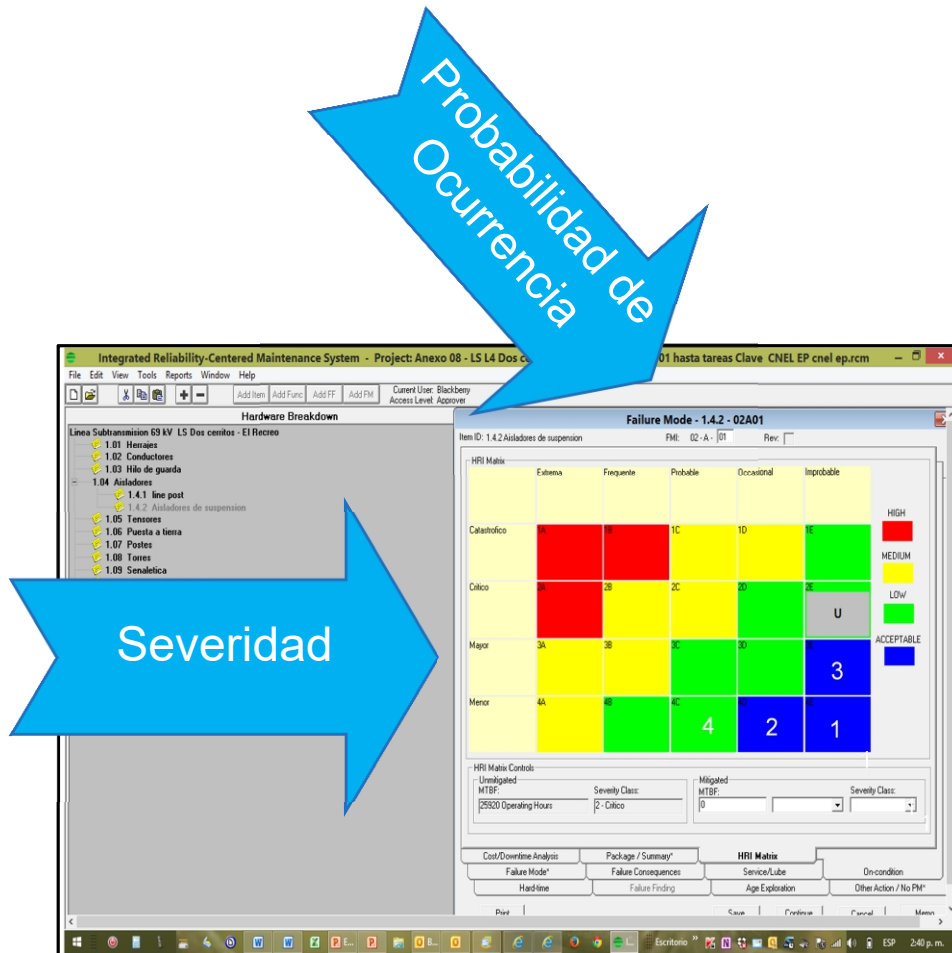 Probabilidad de
Ocurrencia
Severidad
Integrated Reliability-Centered Maintenance System - Project: Anexo 08 - LS L4 Dos 01 hasta tareas Clave CNEL EP cnel ep.rcm
File Edit View Tools Reports Window Help
Add Item Add Func Add FF Add FM
Current User: Blackberry
Access Level: Approver
Hardware Breakdown
Linea Subtransmision 69 kV LS Dos cerritos - El Recreo
1.01 Herrajes
1.02 Conductores
1.03 Hilo de guarda
1.04 Aisladores
1.4.1 line post
1.4.2 Aisladores de suspension
1.05 Tensores
1.06 Puesta a tierra
1.07 Postes
1.08 Torres
1.09 Senaletica
Failure Mode - 1.4.2 - 02A01
Item ID: 1.4.2 Aisladores de suspension FMI: 02 - A - 01 Rev:
HRI Matrix
Extrema Frequente Probable Occasional Improbable
Catastrofico 1A 1B 1C 1D 1E
Critico 2A 2B 2C 2D 2E U
Mayor 3A 3B 3C 3D 3
Menor 4A 4B 4C 4 2 1
HIGH
MEDIUM
LOW
ACCEPTABLE
HRI Matrix Controls
Unmitigated
MTBF: Severity Class:
25920 Operating Hours 2 - Critico
Mitigated
MTBF: Severity Class:
0
Cost/Downtime Analysis Package / Summary* HRI Matrix
Failure Mode* Failure Consequences Service/Lube On-condition
Hard-time Failure Finding Age Exploration Other Action / No PM*
Print Save Continue Cancel Memo
Escritorio ESP 2:40 p. m.